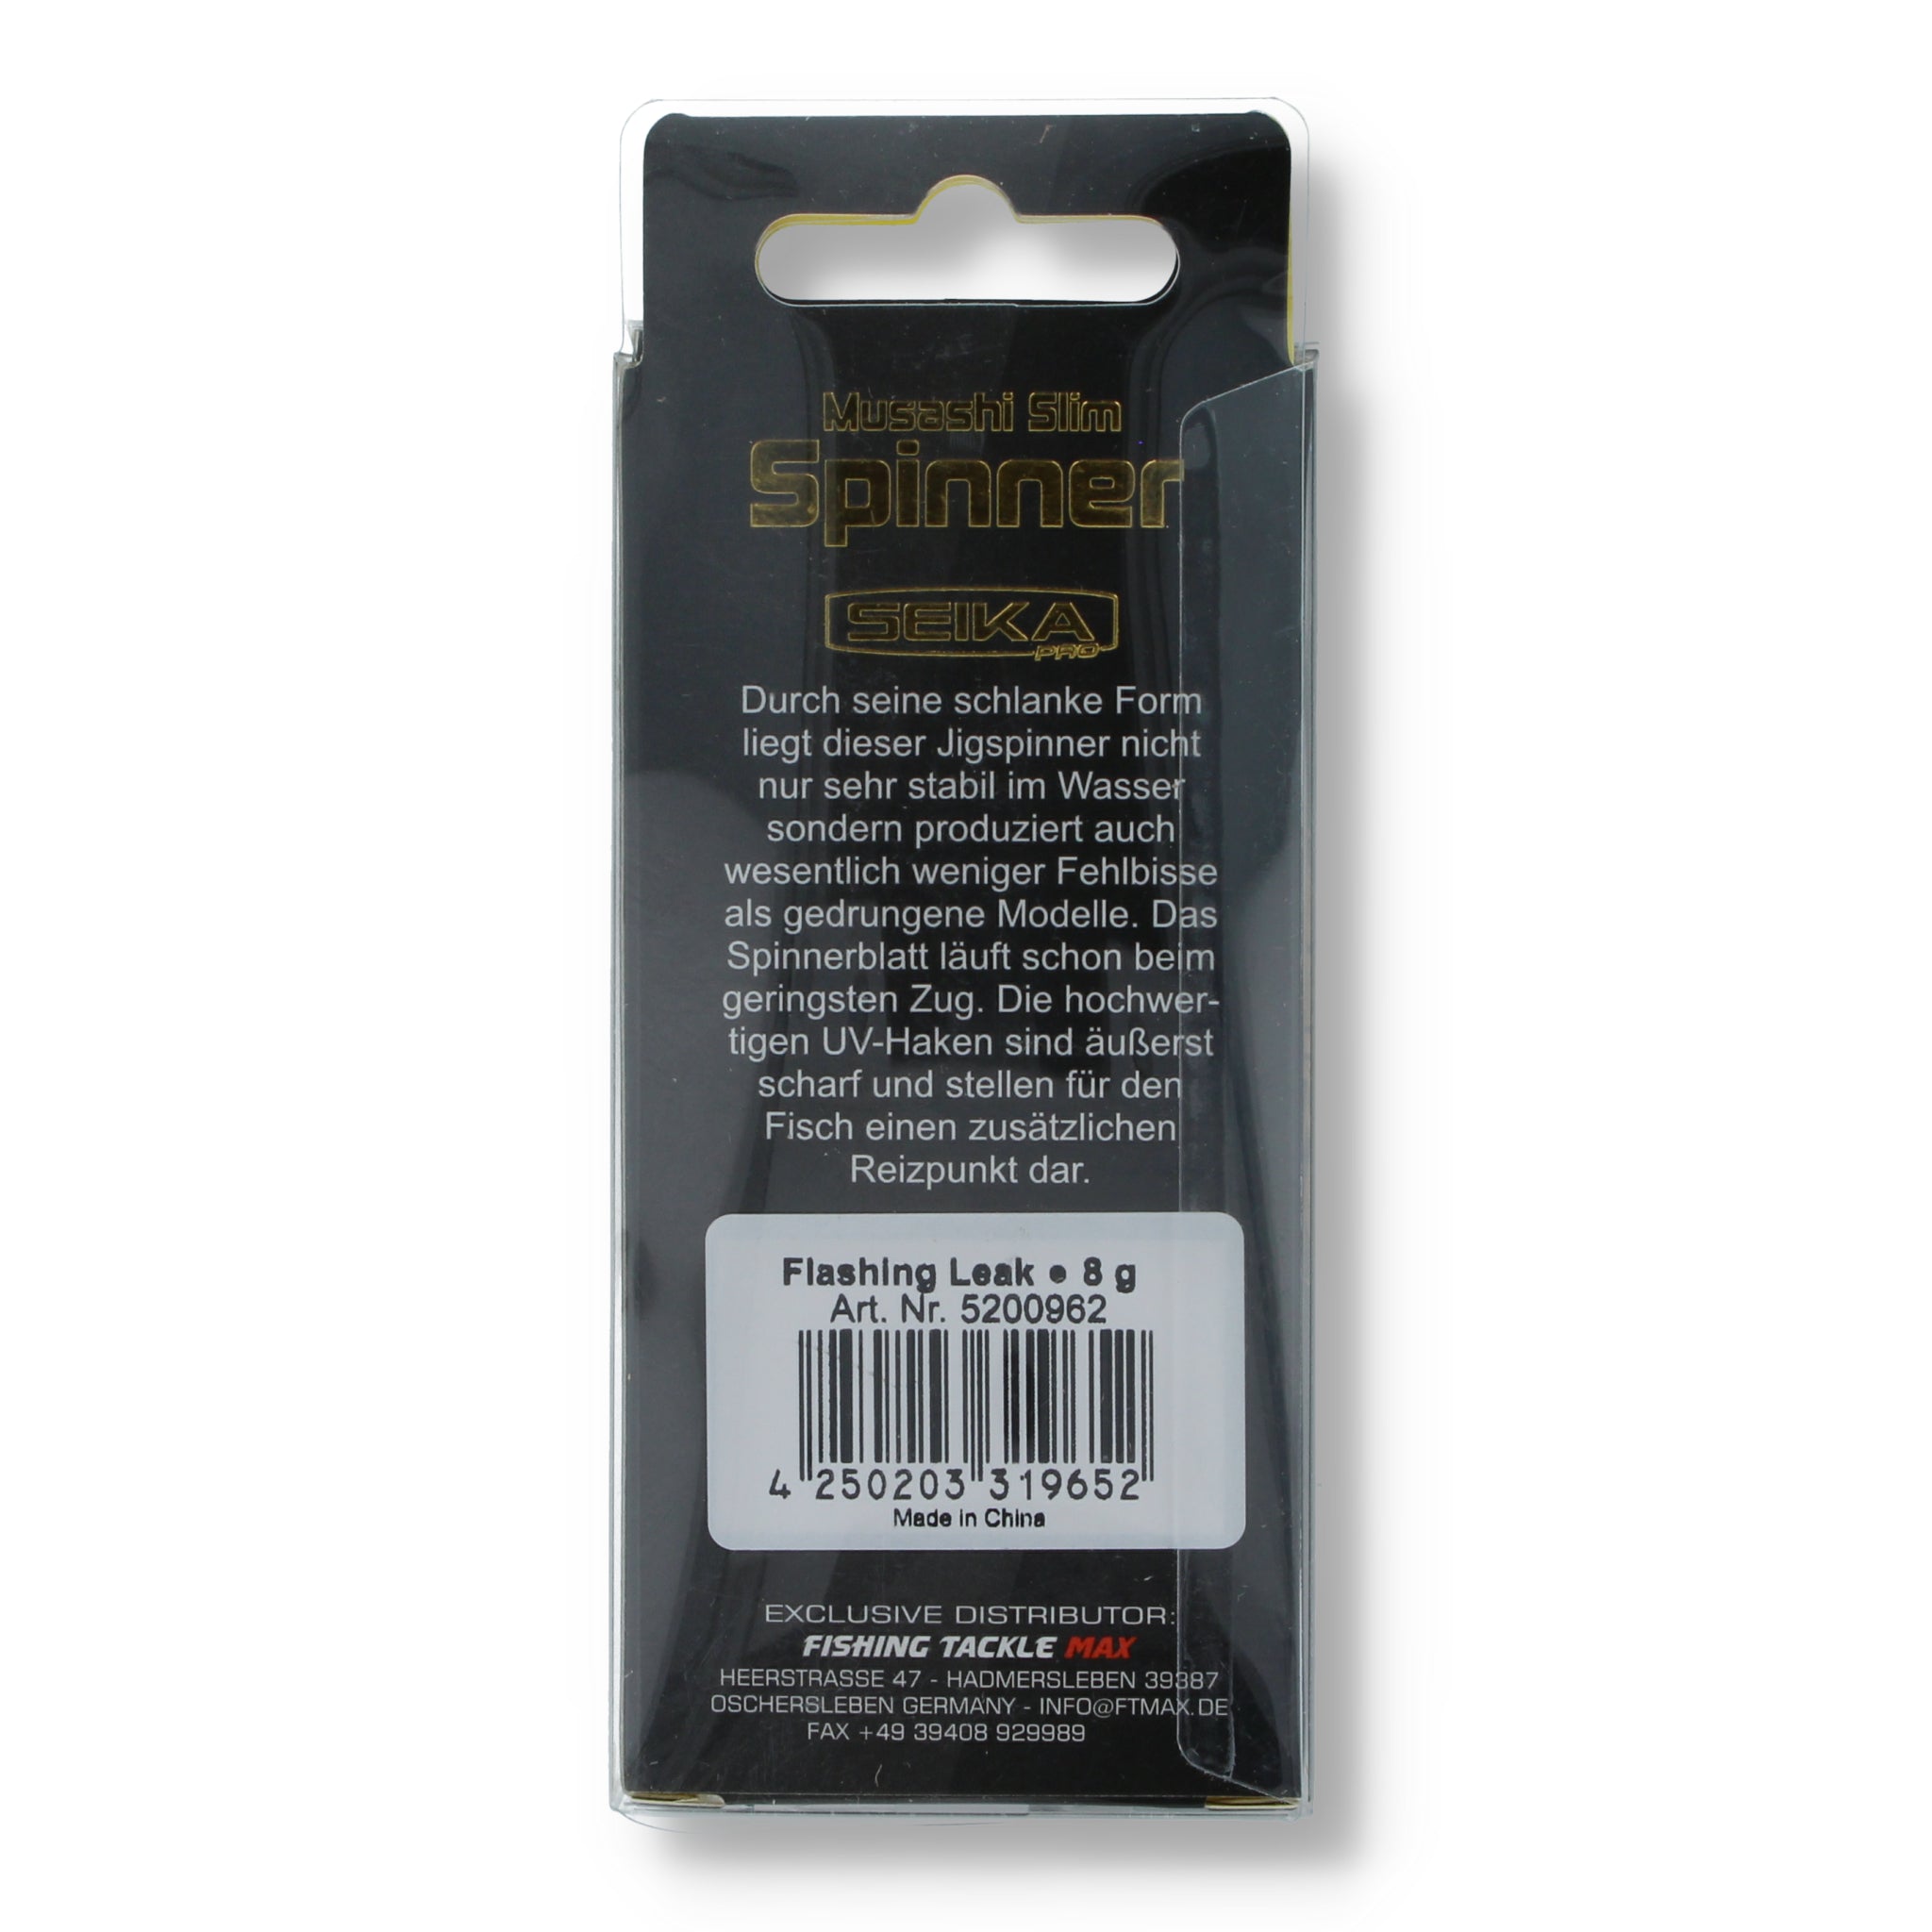 Musashi Slim
Spinner
SEIKA
PRO
Durch seine schlanke Form
liegt dieser Jigspinner nicht
nur sehr stabil im Wasser
sondern produziert auch
wesentlich weniger Fehlbisse
als gedrungene Modelle. Das
Spinnerblatt läuft schon beim
geringsten Zug. Die hochwer-
tigen UV-Haken sind äußerst
scharf und stellen für den
Fisch einen zusätzlichen
Reizpunkt dar.
Flashing Leak • 8 g
Art. Nr. 5200962
4 250203 319652
Made in China
EXCLUSIVE DISTRIBUTOR:
FISHING TACKLE MAX
HEERSTRASSE 47 - HADMERSLEBEN 39387
OSCHERSLEBEN GERMANY - INFO@FTMAX.DE
FAX +49 39408 929989